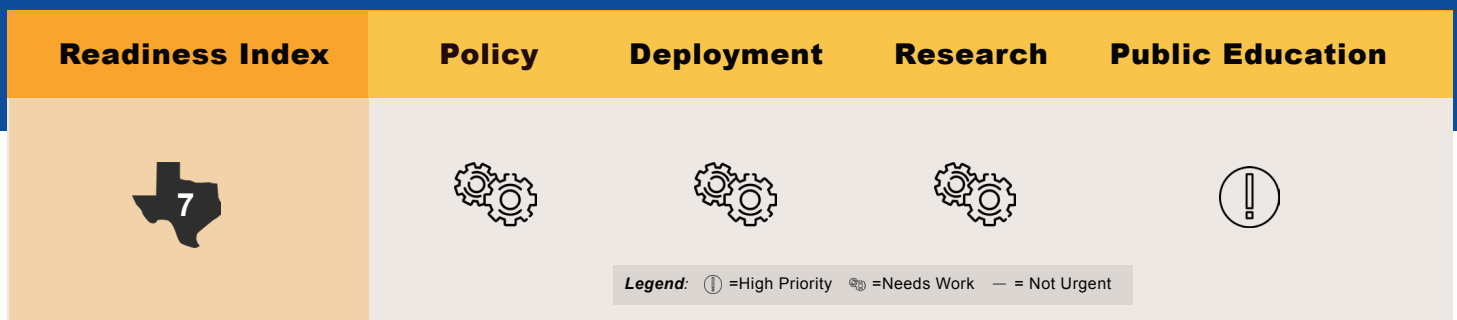 Readiness Index Policy Deployment Research Public Education
7
Legend: =High Priority =Needs Work — = Not Urgent